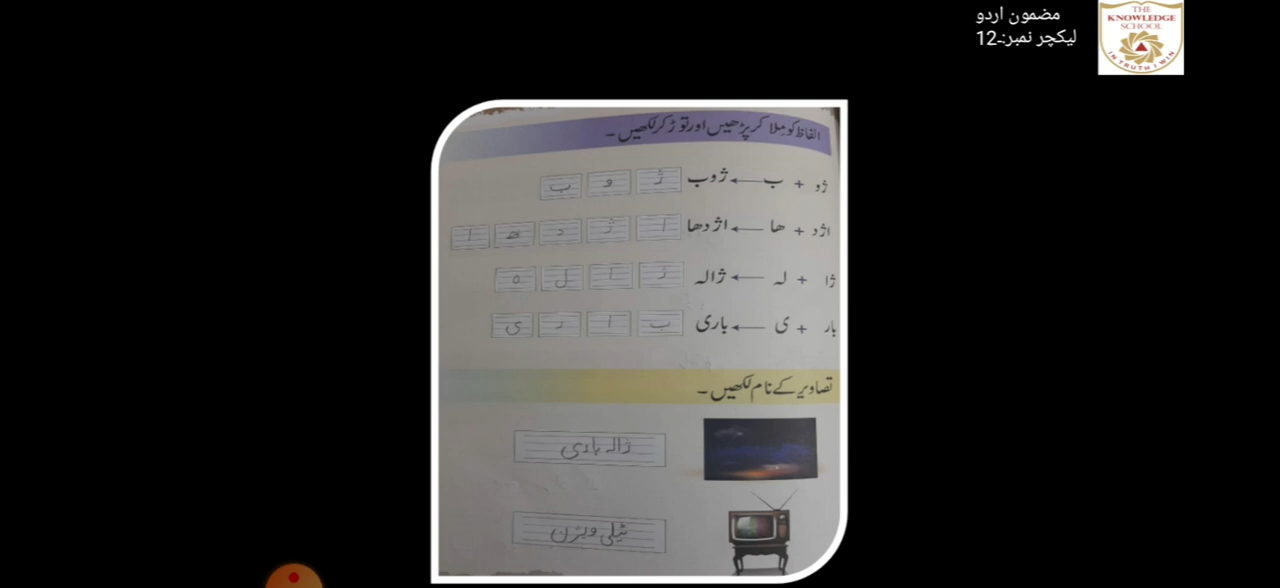 مضمون اردو
لیکچر نمبر:۔12
THE
KNOWLEDGE
SCHOOL
IN TRUTH I WIN
الفاظ کو ملا کر پڑھیں اور توڑ کر لکھیں ۔
ژو + ب ← ژوب ژ و ب
اژد + ھا ← اژدھا ا ژ د ھ ا
ژا + لہ ← ژالہ ژ ا ل ہ
بار + ی ← باری ب ا ر ی
تصاویر کے نام لکھیں ۔
ژالہ باری
ٹیلی ویژن